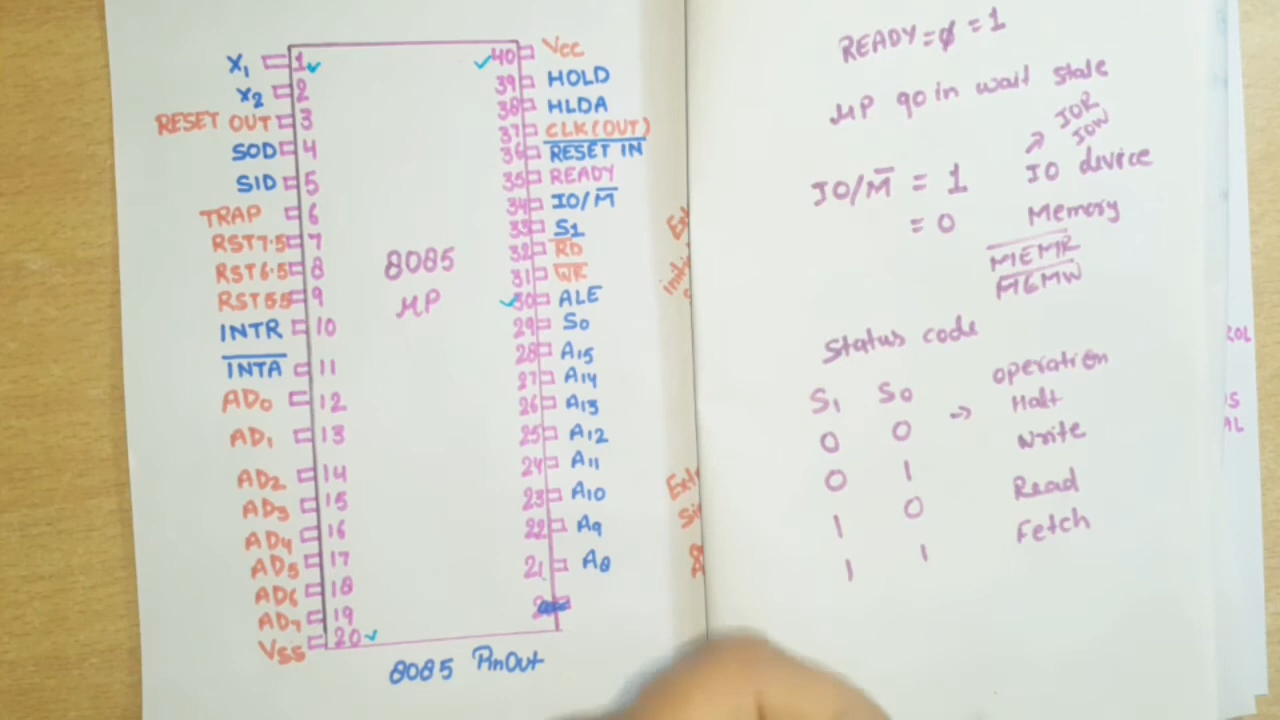 X1 1 40 Vcc
X2 2 39 HOLD
RESET OUT 3 38 HLDA
SOD 4 37 CLK(OUT)
SID 5 36 RESET IN
TRAP 6 35 READY
RST7.5 7 34 IO/M̅
RST6.5 8 33 S1
RST5.5 9 32 RD
INTR 10 31 WR
INTA 11 30 ALE
AD0 12 29 S0
AD1 13 28 A15
AD2 14 27 A14
AD3 15 26 A13
AD4 16 25 A12
AD5 17 24 A11
AD6 18 23 A10
AD7 19 22 A9
VSS 20 21 A8
8085
μP
8085 PinOut
READY = 0 = 1
μP go in wait state
IOR
IOW
IO/M̅ = 1 IO device
= 0 Memory
MEMR
MEMW
Status code
S1 S0 operation
0 0 → Halt
0 1 Write
1 0 Read
1 1 Fetch